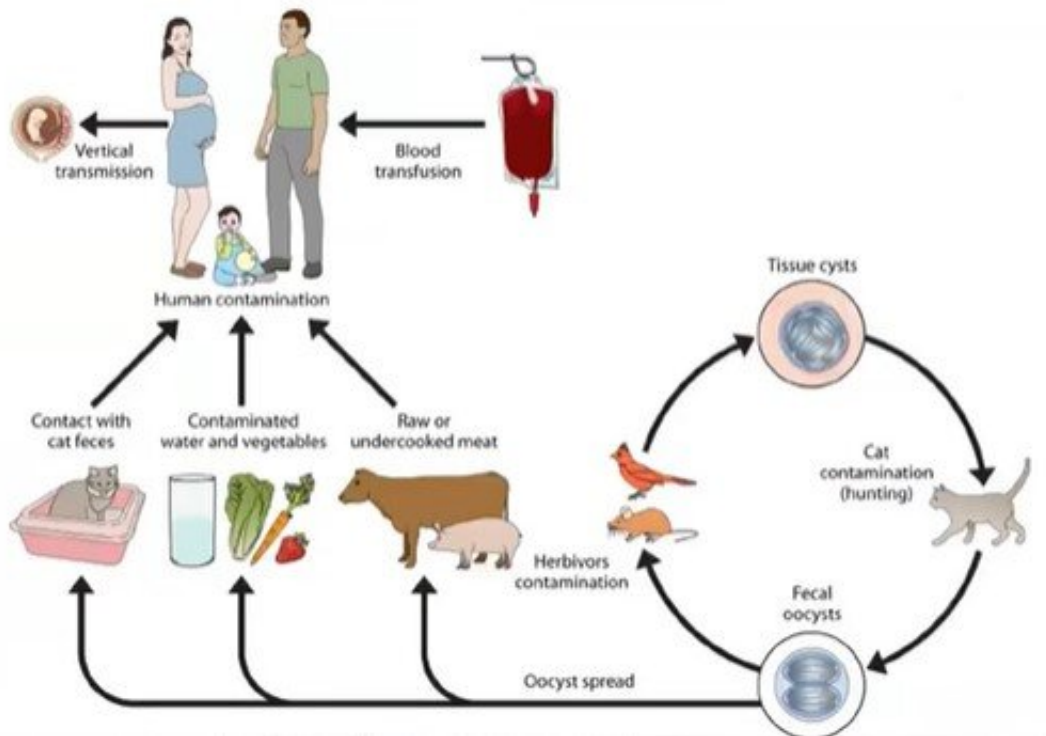 Vertical
transmission
Blood
transfusion
Human contamination
Tissue cysts
Contact with
cat feces
Contaminated
water and vegetables
Raw or
undercooked meat
Cat
contamination
(hunting)
Herbivors
contamination
Fecal
oocysts
Oocyst spread